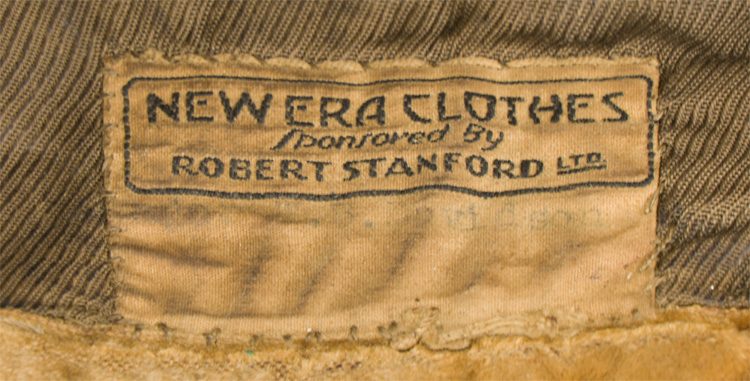 NEW ERA CLOTHES
Sponsored By
ROBERT STANFORD LTD.